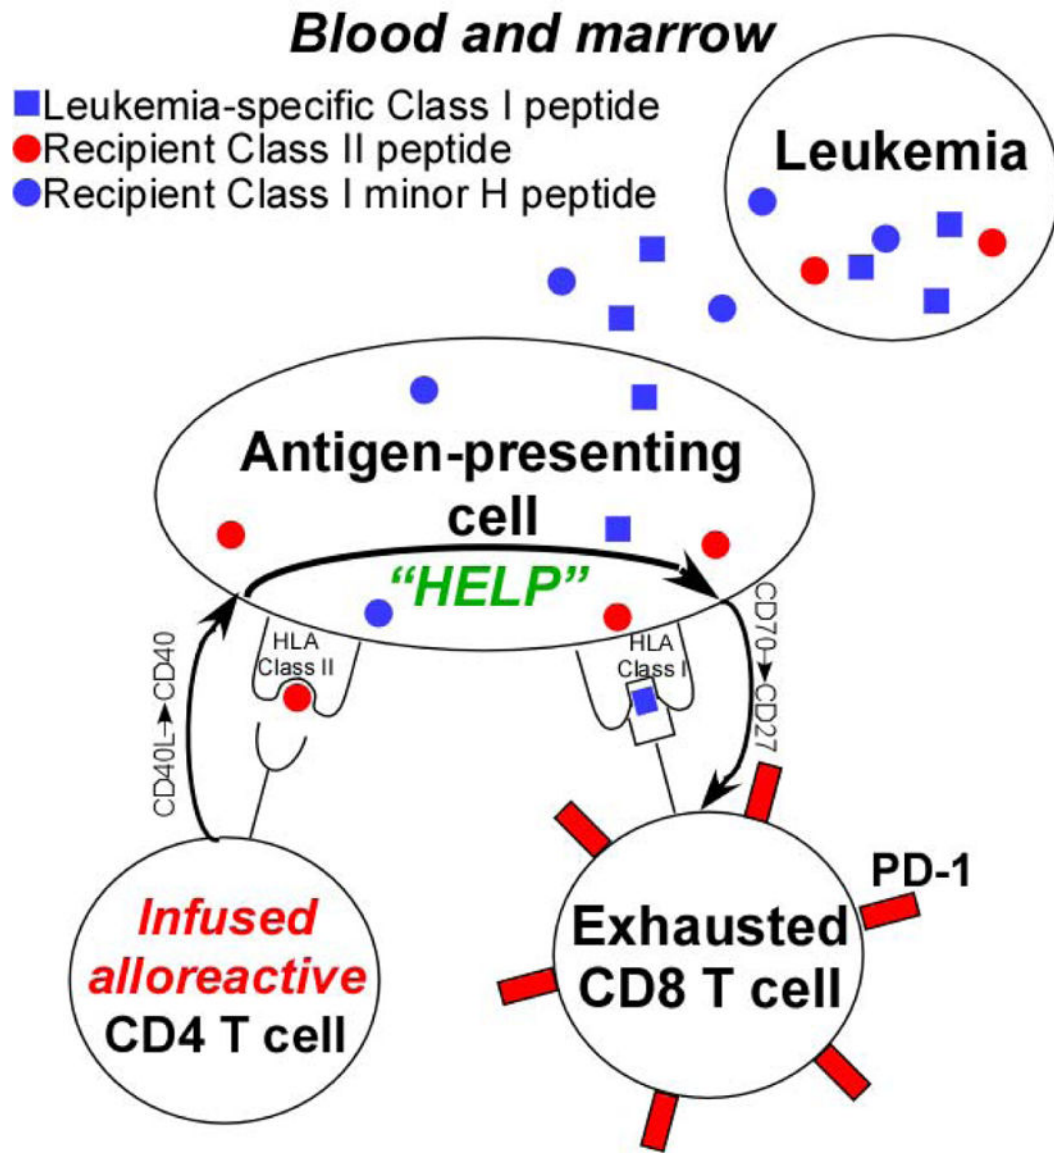 Blood and marrow
Leukemia-specific Class I peptide
Recipient Class II peptide
Recipient Class I minor H peptide
Leukemia
Antigen-presenting
cell
“HELP”
HLA
Class II
HLA
Class I
CD40L→CD40
CD70→CD27
PD-1
Infused
alloreactive
CD4 T cell
Exhausted
CD8 T cell